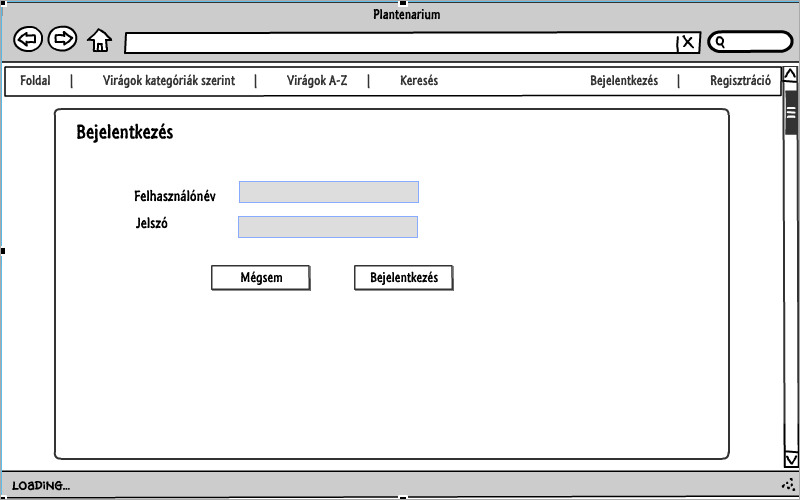 Plantenarium
Foldal | Virágok kategóriák szerint | Virágok A-Z | Keresés Bejelentkezés | Regisztráció
Bejelentkezés
Felhasználónév
Jelszó
Mégsem Bejelentkezés
LOADING...